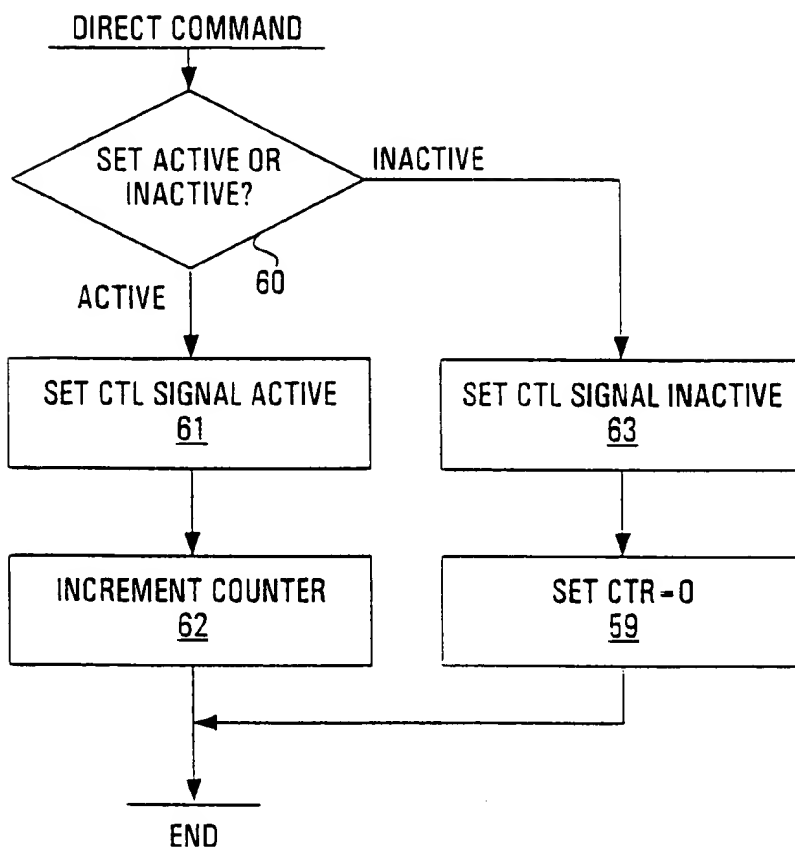 DIRECT COMMAND
SET ACTIVE OR
INACTIVE?
INACTIVE
60
ACTIVE
SET CTL SIGNAL ACTIVE
61
SET CTL SIGNAL INACTIVE
63
INCREMENT COUNTER
62
SET CTR=0
59
END